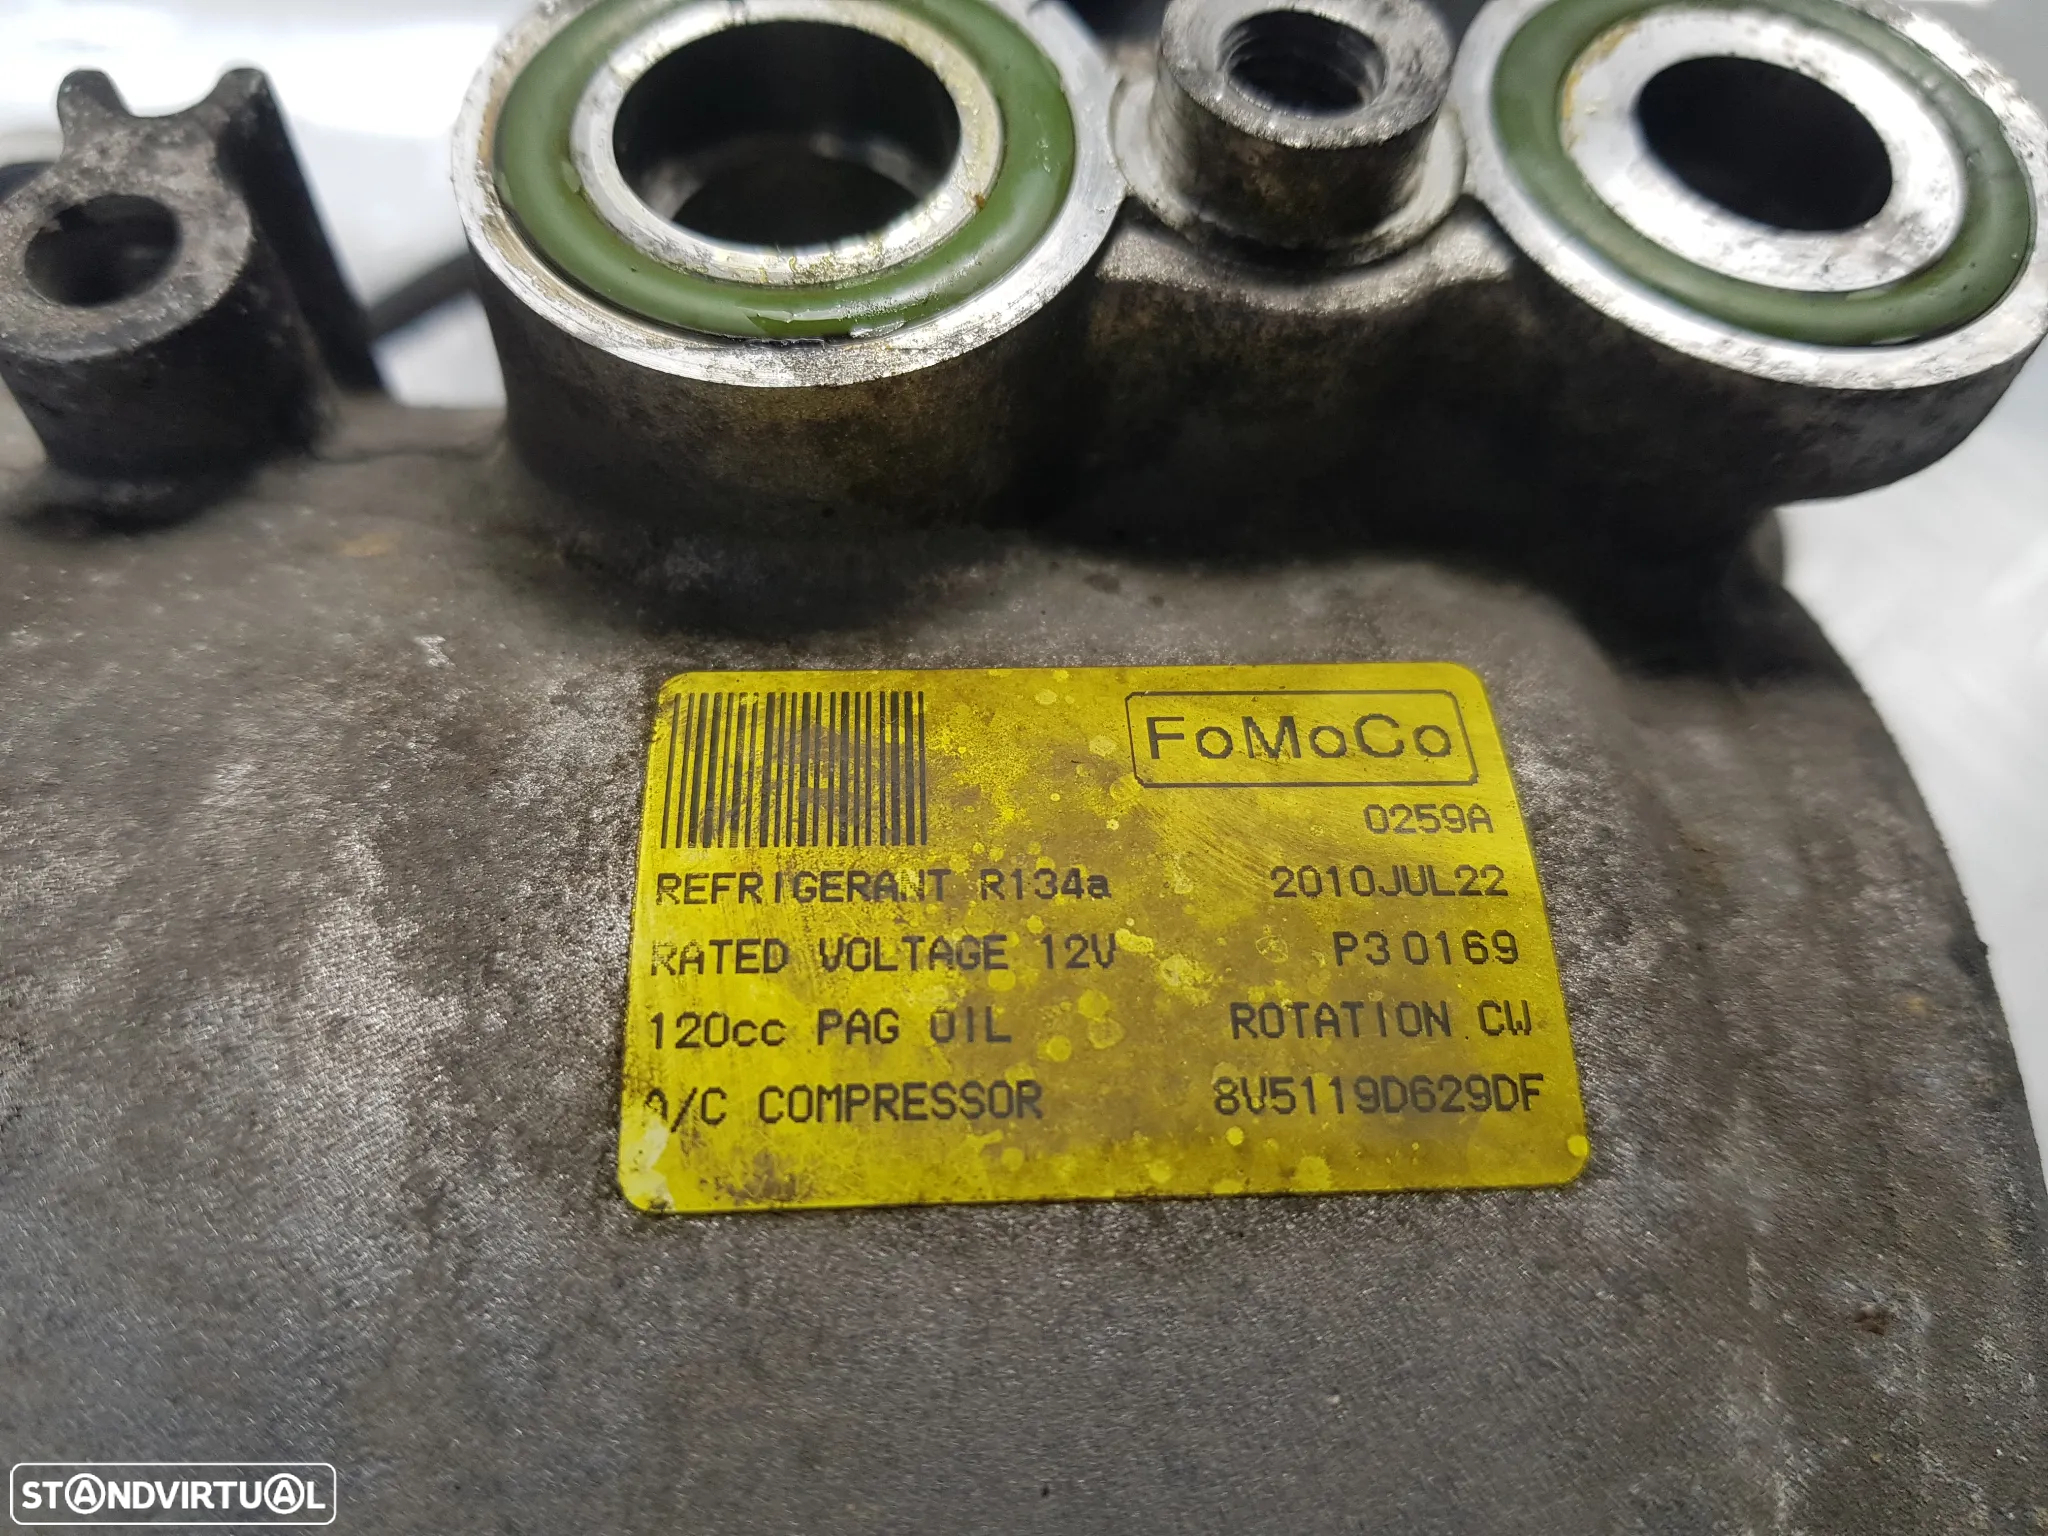 FoMoCo
0259A
REFRIGERANT R134a 2010JUL22
RATED VOLTAGE 12V P30169
120cc PAG OIL ROTATION CW
A/C COMPRESSOR 8V5119D629DF
STANDVIRTUAL